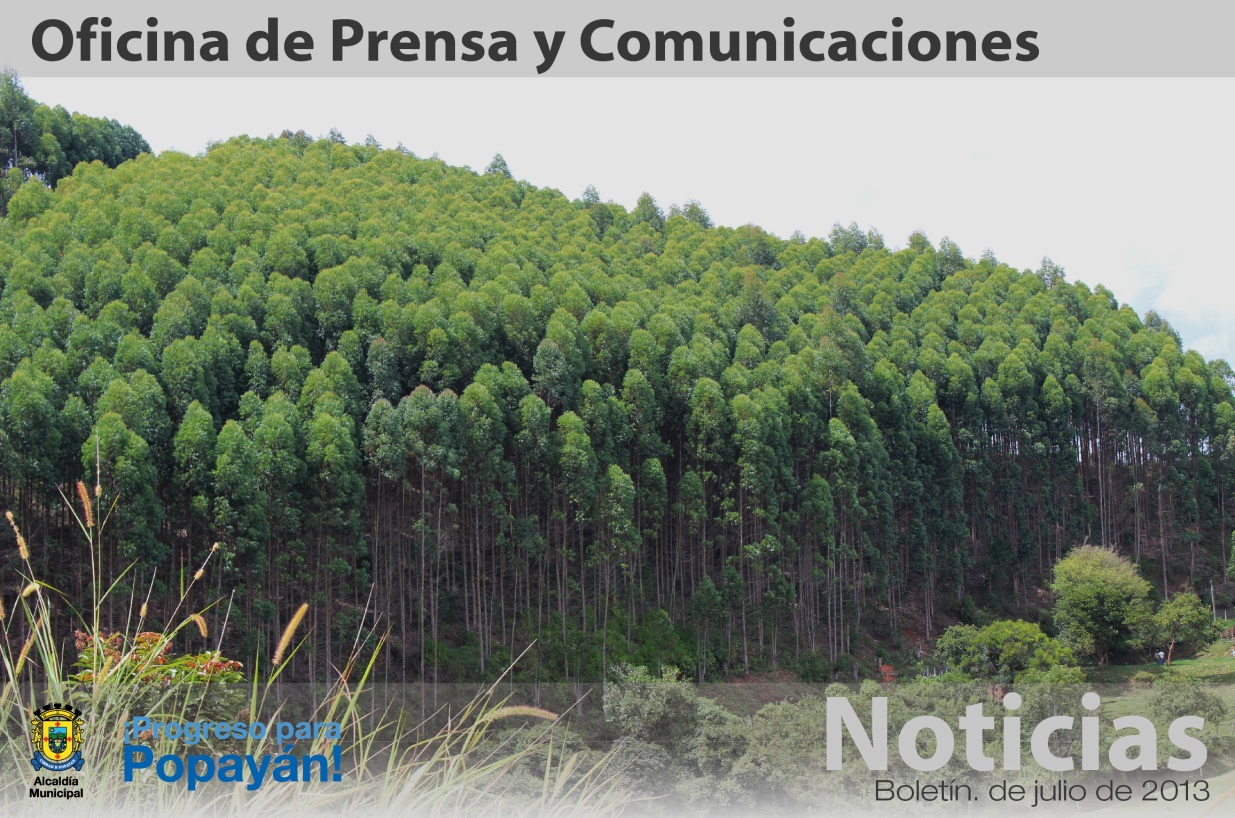 Oficina de Prensa y Comunicaciones
¡Progreso para
Popayán!
Alcaldía
Municipal
Noticias
Boletín. de julio de 2013